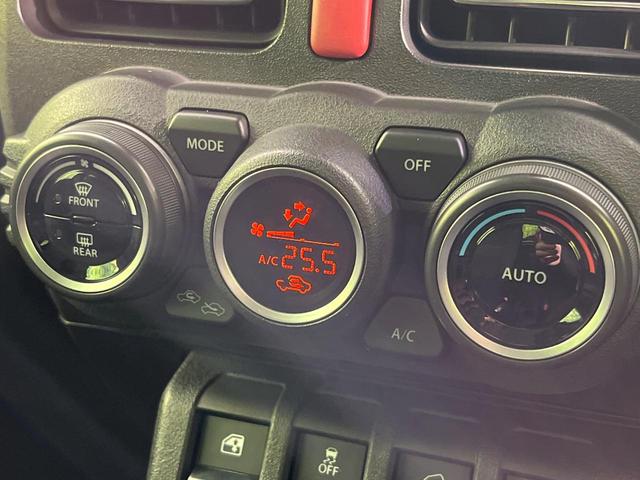 MODE
OFF
FRONT
REAR
A/C 25.5
AUTO
A/C
OFF